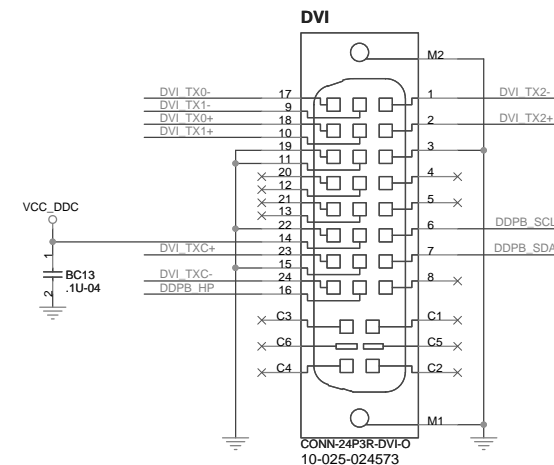 DVI
M2
DVI_TX0- 17 1 DVI_TX2-
DVI_TX1- 9
DVI_TX0+ 18 2 DVI_TX2+
DVI_TX1+ 10
19 3
11
20 4
12
21 5
13
22 6 DDPB_SCL
VCC_DDC
14
DVI_TXC+ 23 7 DDPB_SDA
15
1
BC13
.1U-04
2
DVI_TXC- 24 8
DDPB_HP 16
C3 C1
C6 C5
C4 C2
M1
CONN-24P3R-DVI-O
10-025-024573